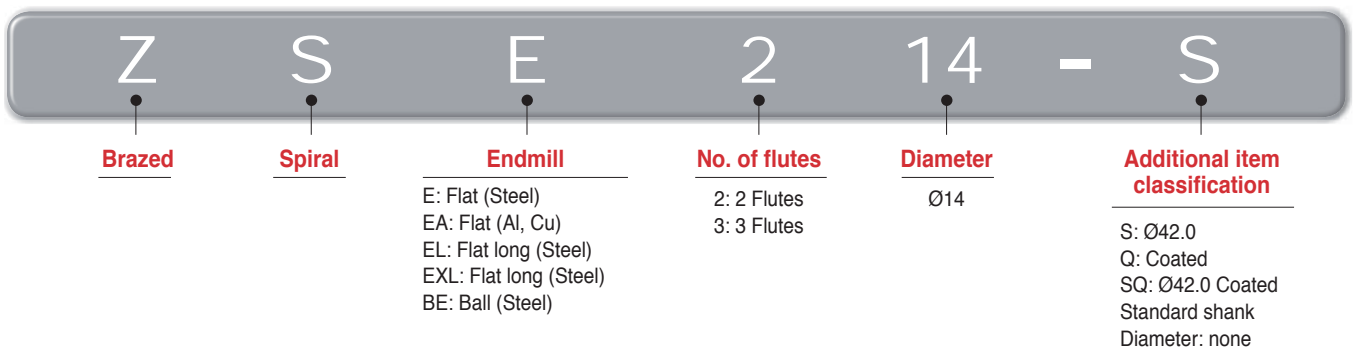 Z S E 2 14 - S
Brazed
Spiral
Endmill
E: Flat (Steel)
EA: Flat (Al, Cu)
EL: Flat long (Steel)
EXL: Flat long (Steel)
BE: Ball (Steel)
No. of flutes
2: 2 Flutes
3: 3 Flutes
Diameter
Ø14
Additional item
classification
S: Ø42.0
Q: Coated
SQ: Ø42.0 Coated
Standard shank
Diameter: none